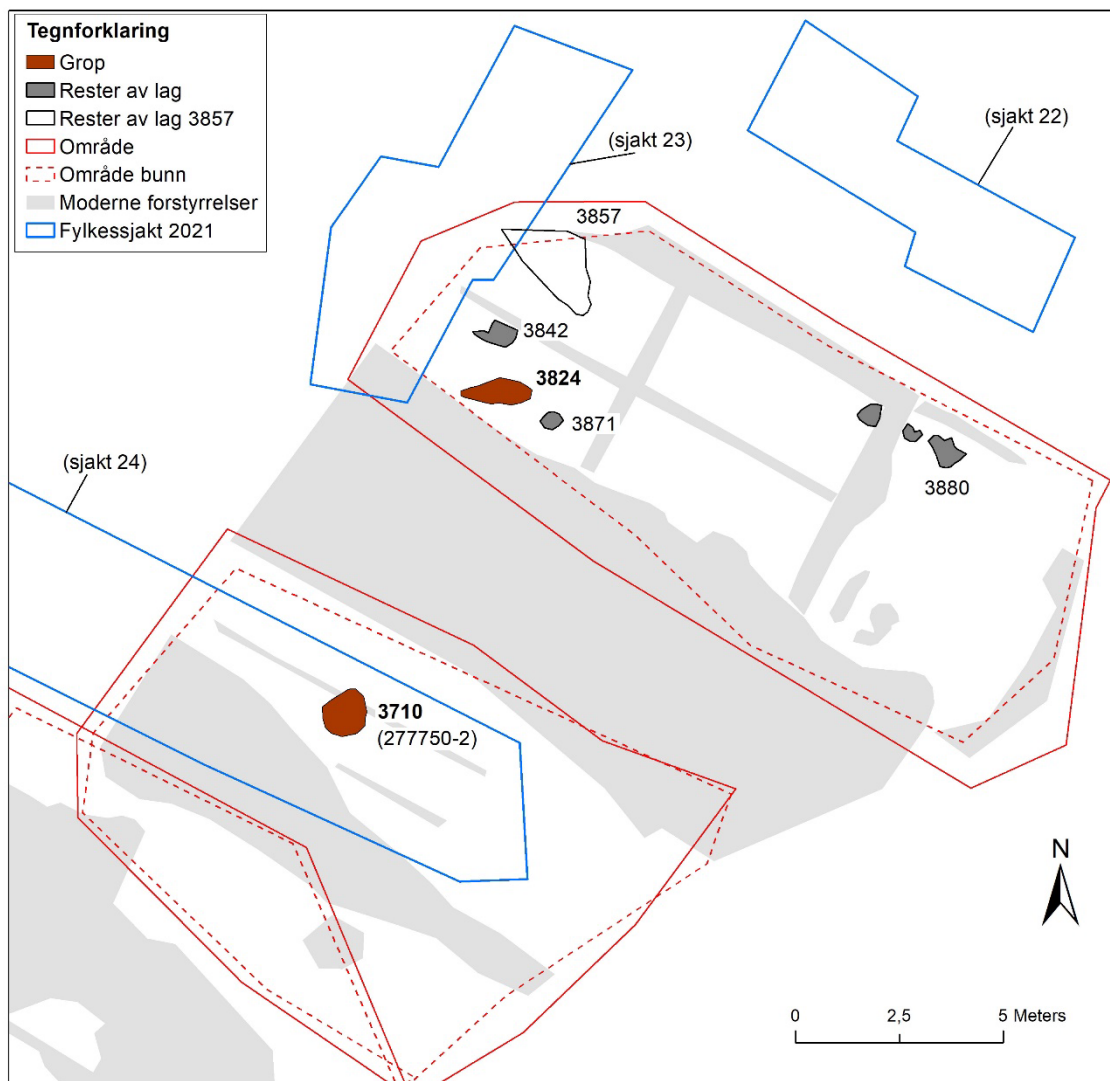 Tegnforklaring
Grop
Rester av lag
Rester av lag 3857
Område
Område bunn
Moderne forstyrrelser
Fylkessjakt 2021
(sjakt 22)
(sjakt 23)
3857
3842
3824
3871
3880
(sjakt 24)
3710
(277750-2)
N
0 2,5 5 Meters